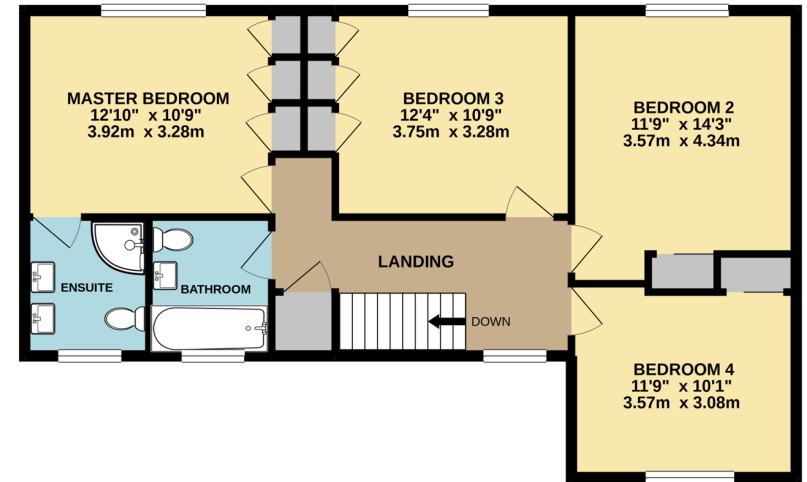 MASTER BEDROOM
12'10" x 10'9"
3.92m x 3.28m
BEDROOM 3
12'4" x 10'9"
3.75m x 3.28m
BEDROOM 2
11'9" x 14'3"
3.57m x 4.34m
ENSUITE
BATHROOM
LANDING
DOWN
BEDROOM 4
11'9" x 10'1"
3.57m x 3.08m